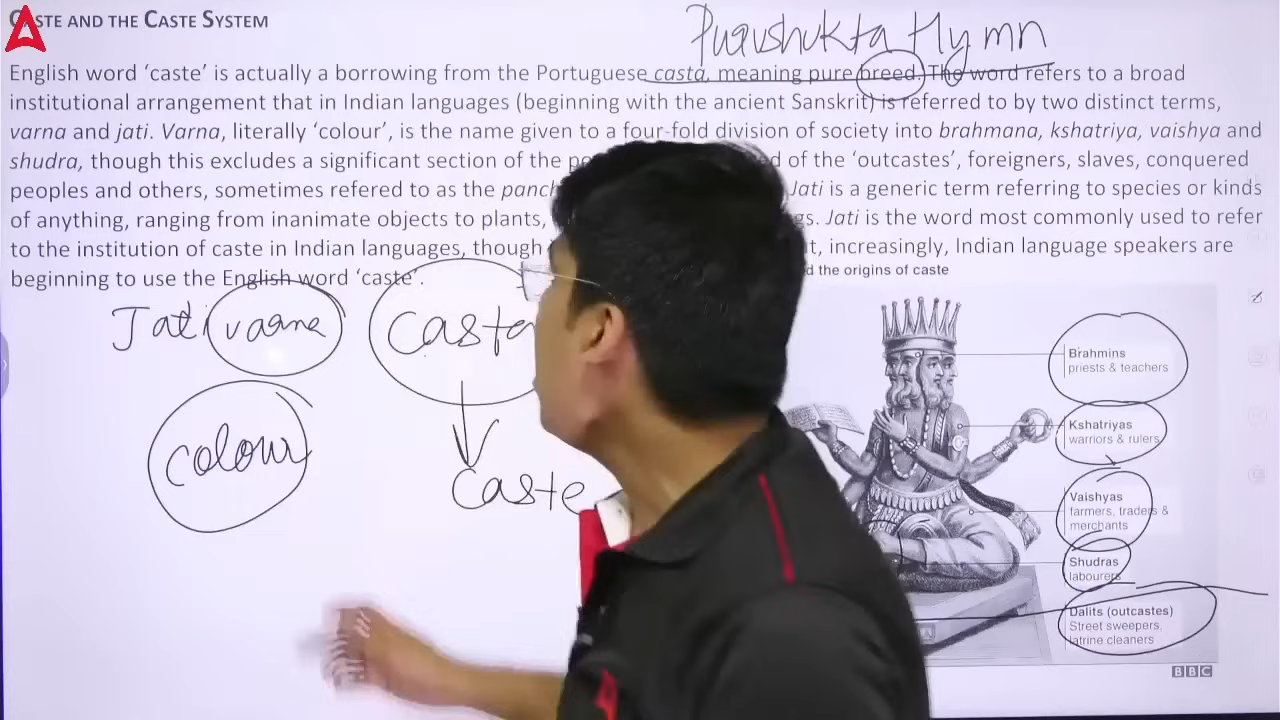 CASTE AND THE CASTE SYSTEM
Purushukta Hymn
English word ‘caste’ is actually a borrowing from the Portuguese casta, meaning pure breed. The word refers to a broad
institutional arrangement that in Indian languages (beginning with the ancient Sanskrit) is referred to by two distinct terms,
varna and jati. Varna, literally ‘colour’, is the name given to a four-fold division of society into brahmana, kshatriya, vaishya and
shudra, though this excludes a significant section of the of the ‘outcastes’, foreigners, slaves, conquered
peoples and others, sometimes refered to as the Jati is a generic term referring to species or kinds
of anything, ranging from inanimate objects to plants, Jati is the word most commonly used to refer
to the institution of caste in Indian languages, though increasingly, Indian language speakers are
beginning to use the English word ‘caste’.
the origins of caste
Jati varna casta
colour
caste
Brahmins
priests & teachers
Kshatriyas
warriors & rulers
Vaishyas
farmers, traders &
merchants
Shudras
labourers
Dalits (outcastes)
Street sweepers,
latrine cleaners
BBC